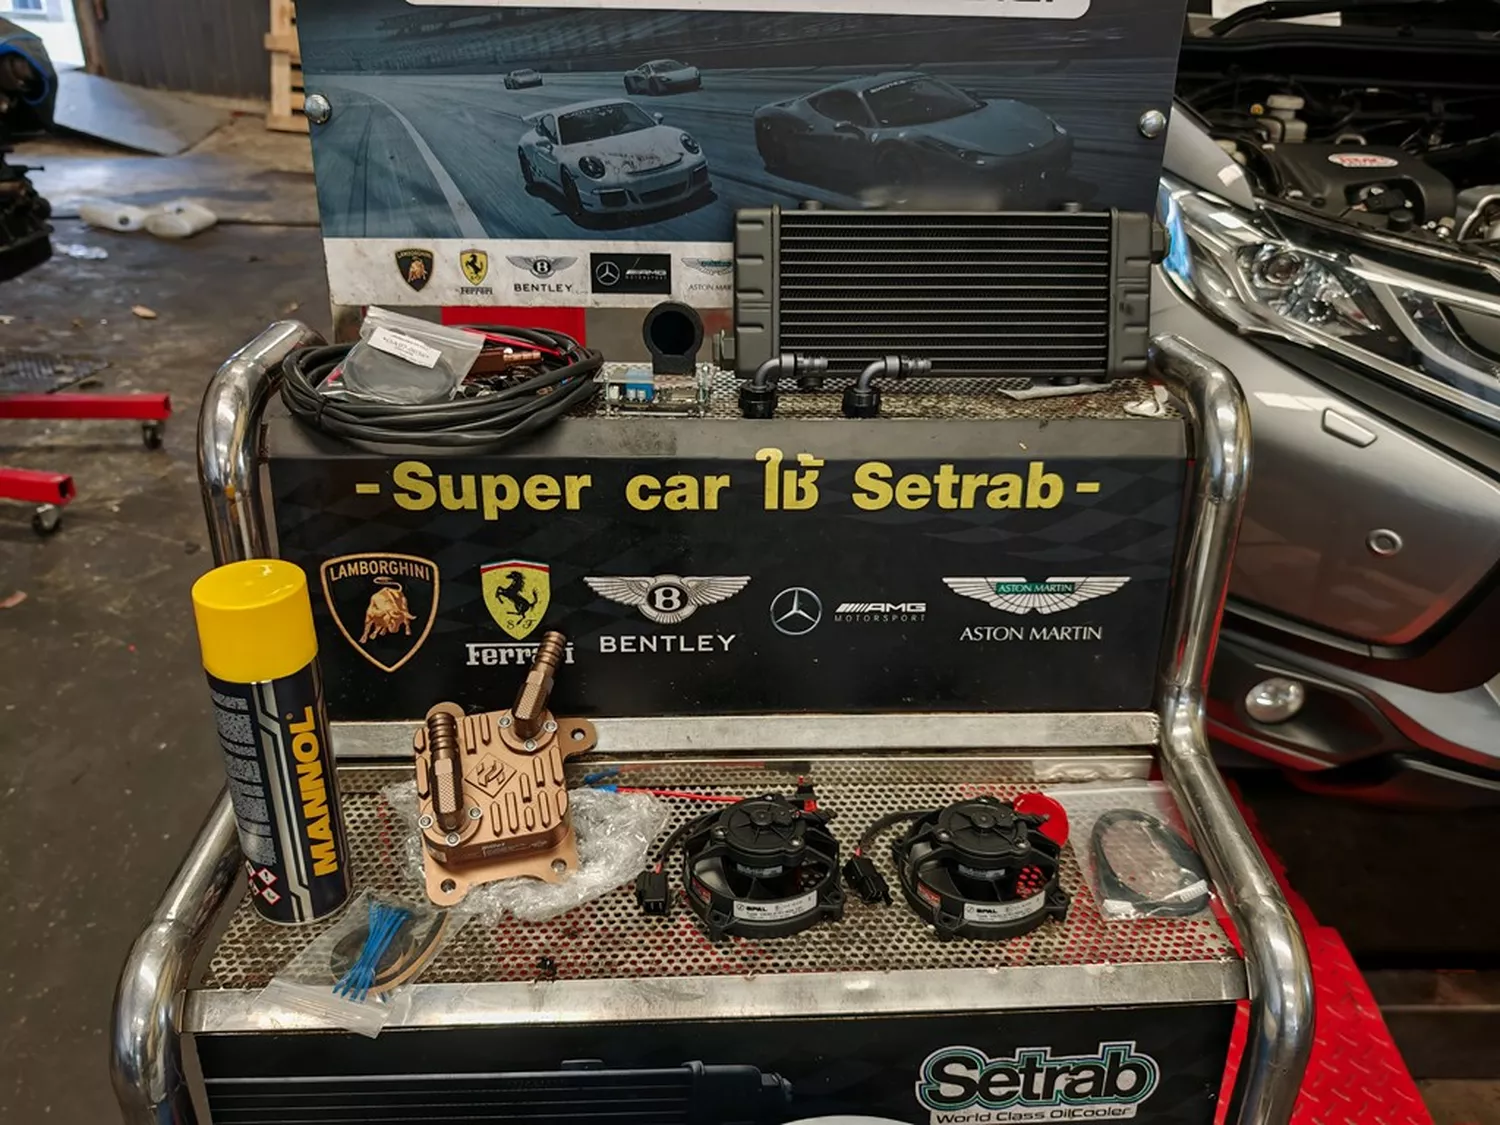 LAMBORGHINI
Ferrari
BENTLEY
AMG
MOTORSPORT
- Super car ใช้ Setrab -
LAMBORGHINI
Ferrari
BENTLEY
AMG
MOTORSPORT
ASTON MARTIN
ASTON MARTIN
MANNOL
SPAL
SPAL
Setrab
World Class OilCooler